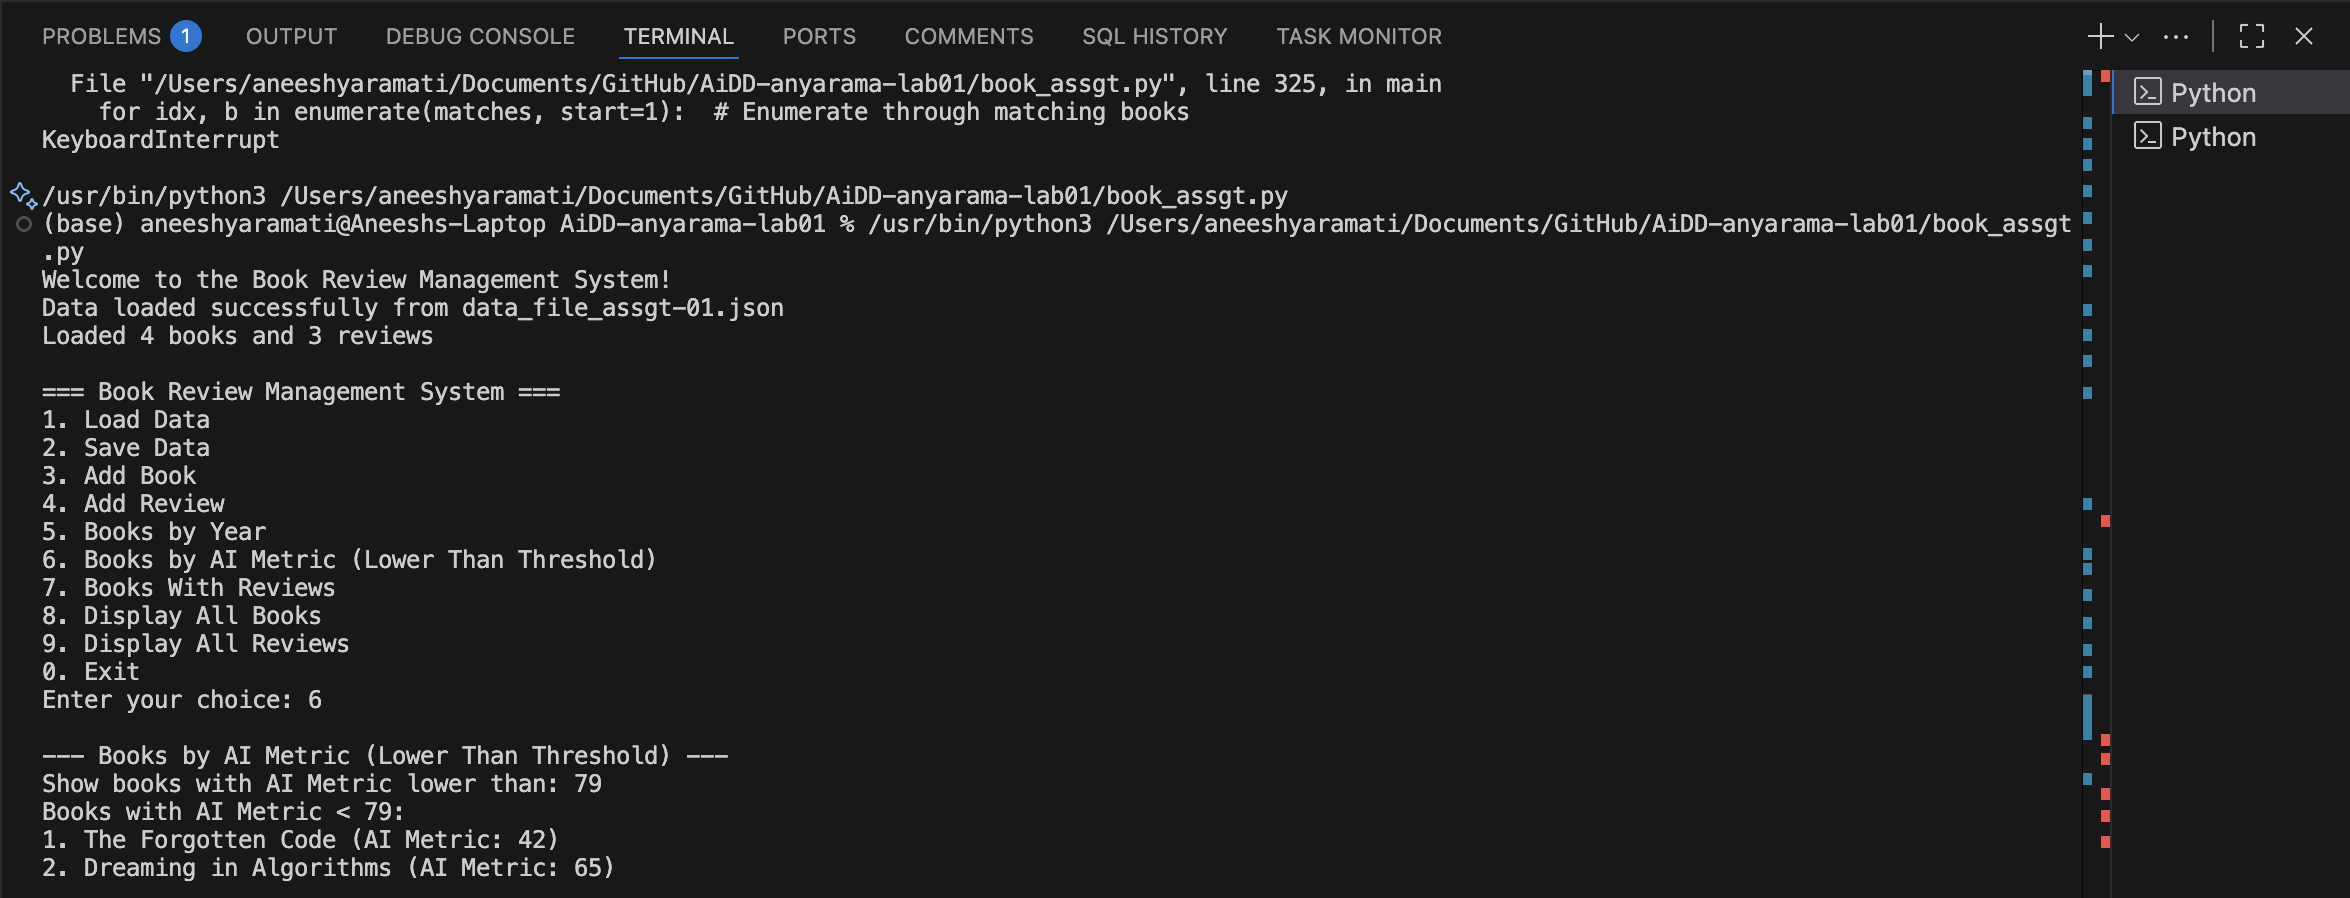 PROBLEMS 1 OUTPUT DEBUG CONSOLE TERMINAL PORTS COMMENTS SQL HISTORY TASK MONITOR
  File "/Users/aneeshyaramati/Documents/GitHub/AiDD-anyarama-lab01/book_assgt.py", line 325, in main
    for idx, b in enumerate(matches, start=1):  # Enumerate through matching books
KeyboardInterrupt
/usr/bin/python3 /Users/aneeshyaramati/Documents/GitHub/AiDD-anyarama-lab01/book_assgt.py
(base) aneeshyaramati@Aneeshs-Laptop AiDD-anyarama-lab01 % /usr/bin/python3 /Users/aneeshyaramati/Documents/GitHub/AiDD-anyarama-lab01/book_assgt
.py
Welcome to the Book Review Management System!
Data loaded successfully from data_file_assgt-01.json
Loaded 4 books and 3 reviews
=== Book Review Management System ===
1. Load Data
2. Save Data
3. Add Book
4. Add Review
5. Books by Year
6. Books by AI Metric (Lower Than Threshold)
7. Books With Reviews
8. Display All Books
9. Display All Reviews
0. Exit
Enter your choice: 6
--- Books by AI Metric (Lower Than Threshold) ---
Show books with AI Metric lower than: 79
Books with AI Metric < 79:
1. The Forgotten Code (AI Metric: 42)
2. Dreaming in Algorithms (AI Metric: 65)
Python
Python